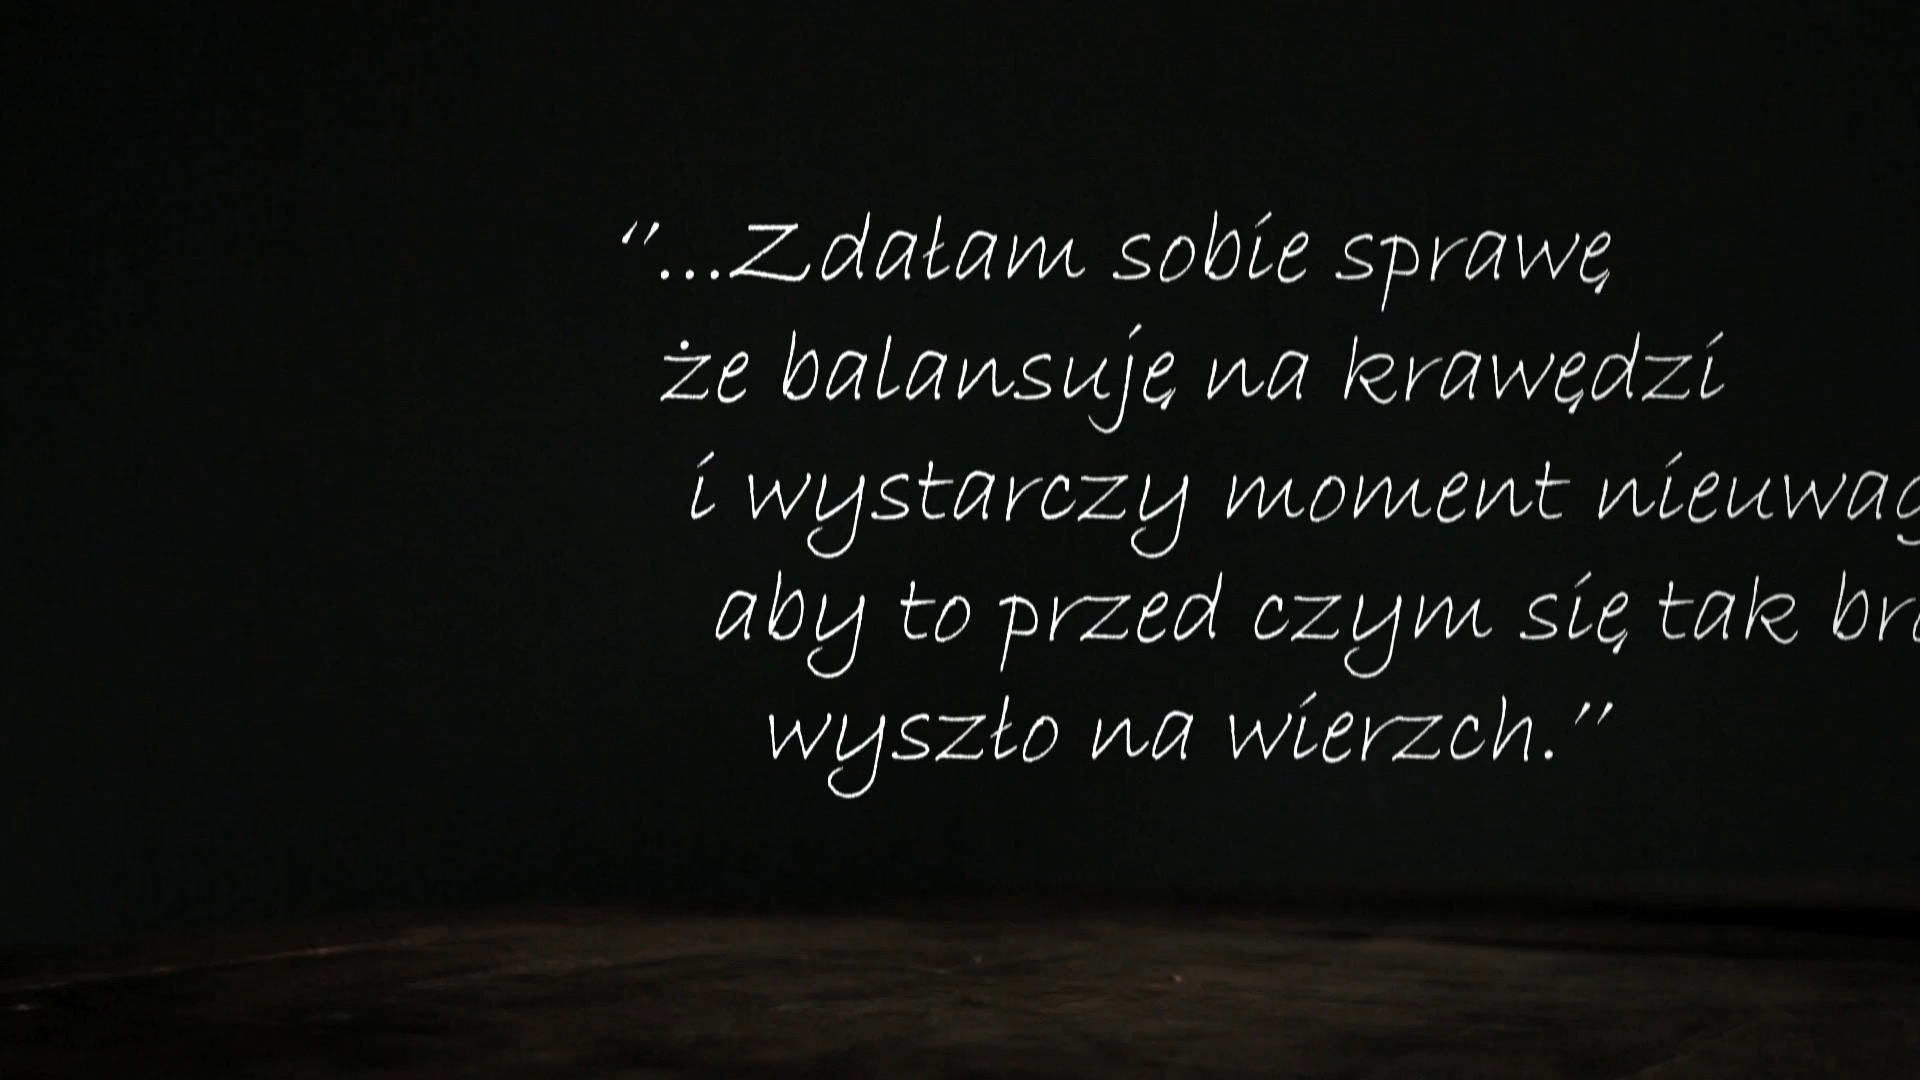 “...Zdałam sobie sprawę
że balansuję na krawędzi
i wystarczy moment
aby to przed czym się tak
wyszło na wierzch.”